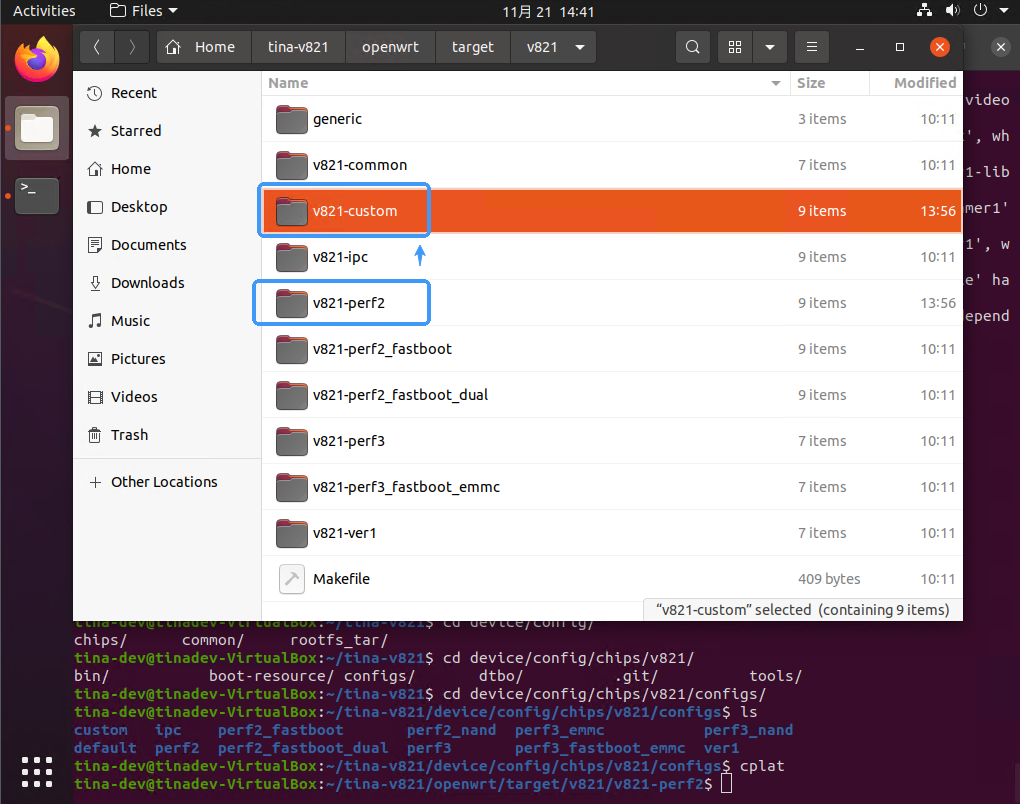 Activities Files 11月 21 14:41
Home tina-v821 openwrt target v821
Name Size Modified
Recent
Starred
Home
Desktop
Documents
Downloads
Music
Pictures
Videos
Trash
Other Locations
generic 3 items 10:11
v821-common 7 items 10:11
v821-custom 9 items 13:56
v821-ipc 9 items 10:11
v821-perf2 9 items 13:56
v821-perf2_fastboot 9 items 10:11
v821-perf2_fastboot_dual 9 items 10:11
v821-perf3 7 items 10:11
v821-perf3_fastboot_emmc 7 items 10:11
v821-ver1 7 items 10:11
Makefile 409 bytes 10:11
"v821-custom" selected (containing 9 items)
video
', wh
1-lib
mer1'
1', w
e' ha
epend
tina-dev@tinadev-VirtualBox:~/tina-v821$ cd device/config/
chips/ common/ rootfs_tar/
tina-dev@tinadev-VirtualBox:~/tina-v821$ cd device/config/chips/v821/
bin/ boot-resource/ configs/ dtbo/ .git/ tools/
tina-dev@tinadev-VirtualBox:~/tina-v821$ cd device/config/chips/v821/configs/
tina-dev@tinadev-VirtualBox:~/tina-v821/device/config/chips/v821/configs$ ls
custom ipc perf2_fastboot perf2_nand perf3_emmc perf3_nand
default perf2 perf2_fastboot_dual perf3 perf3_fastboot_emmc ver1
tina-dev@tinadev-VirtualBox:~/tina-v821/device/config/chips/v821/configs$ cplat
tina-dev@tinadev-VirtualBox:~/tina-v821/openwrt/target/v821/v821-perf2$